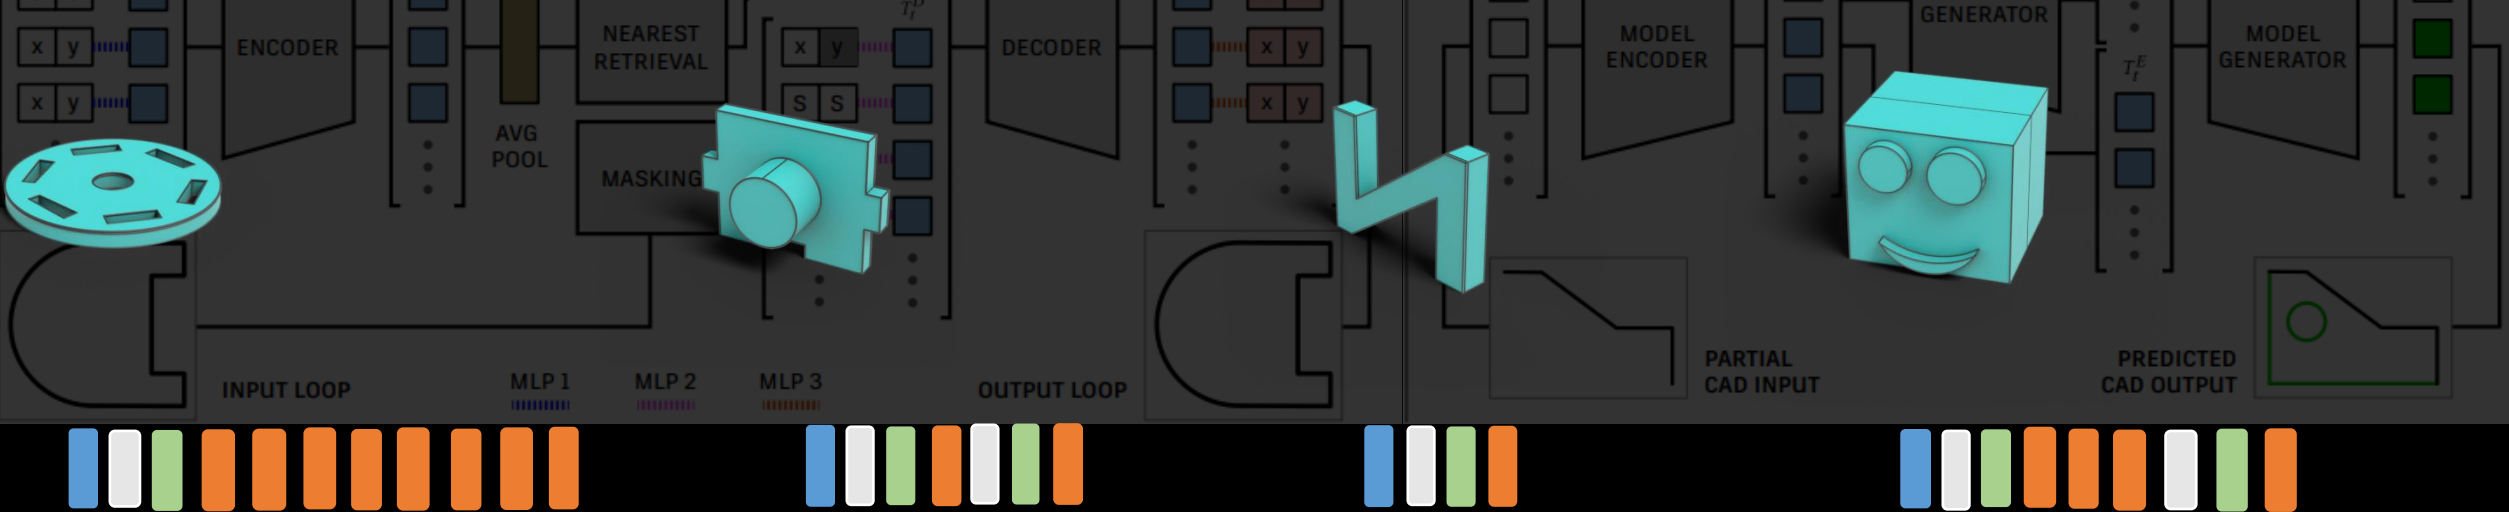 x y
x y
ENCODER
AVG
POOL
NEAREST
RETRIEVAL
MASKING
x y
S S
DECODER
x y
x y
MODEL
ENCODER
GENERATOR
T_t^E
MODEL
GENERATOR
INPUT LOOP
MLP 1
MLP 2
MLP 3
OUTPUT LOOP
PARTIAL
CAD INPUT
PREDICTED
CAD OUTPUT